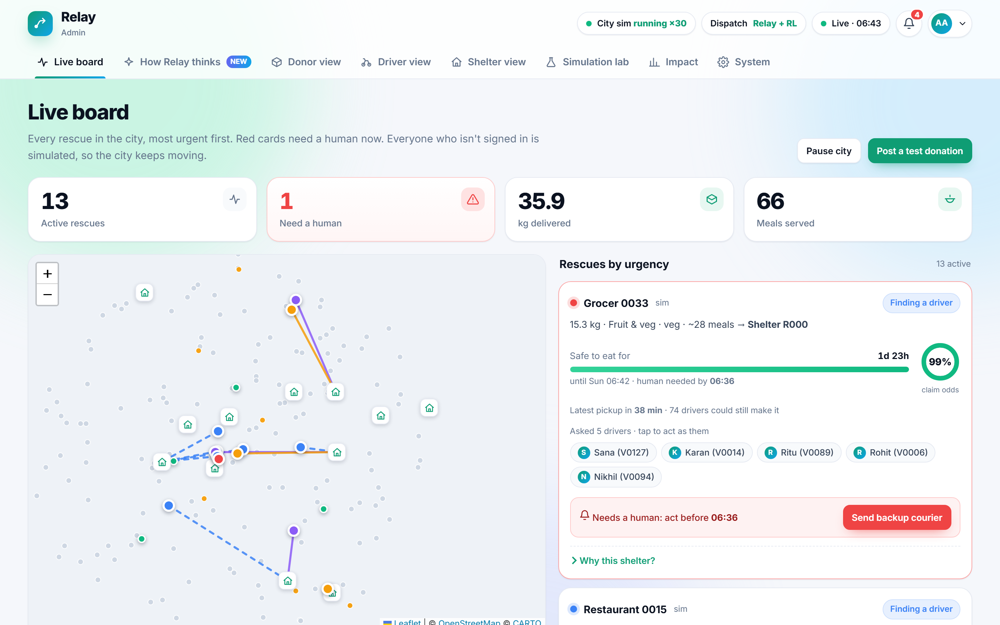 Relay
Admin
City sim running ×30
Dispatch Relay + RL
Live · 06:43
4
AA
Live board
How Relay thinks NEW
Donor view
Driver view
Shelter view
Simulation lab
Impact
System
Live board
Every rescue in the city, most urgent first. Red cards need a human now. Everyone who isn't signed in is
simulated, so the city keeps moving.
Pause city
Post a test donation
13
Active rescues
1
Need a human
35.9
kg delivered
66
Meals served
+
−
Leaflet | © OpenStreetMap © CARTO
Rescues by urgency
13 active
Grocer 0033 sim
Finding a driver
15.3 kg · Fruit & veg · veg · ~28 meals → Shelter R000
Safe to eat for
1d 23h
until Sun 06:42 · human needed by 06:36
99%
claim odds
Latest pickup in 38 min · 74 drivers could still make it
Asked 5 drivers · tap to act as them
S Sana (V0127)
K Karan (V0014)
R Ritu (V0089)
R Rohit (V0006)
N Nikhil (V0094)
Needs a human: act before 06:36
Send backup courier
Why this shelter?
Restaurant 0015 sim
Finding a driver